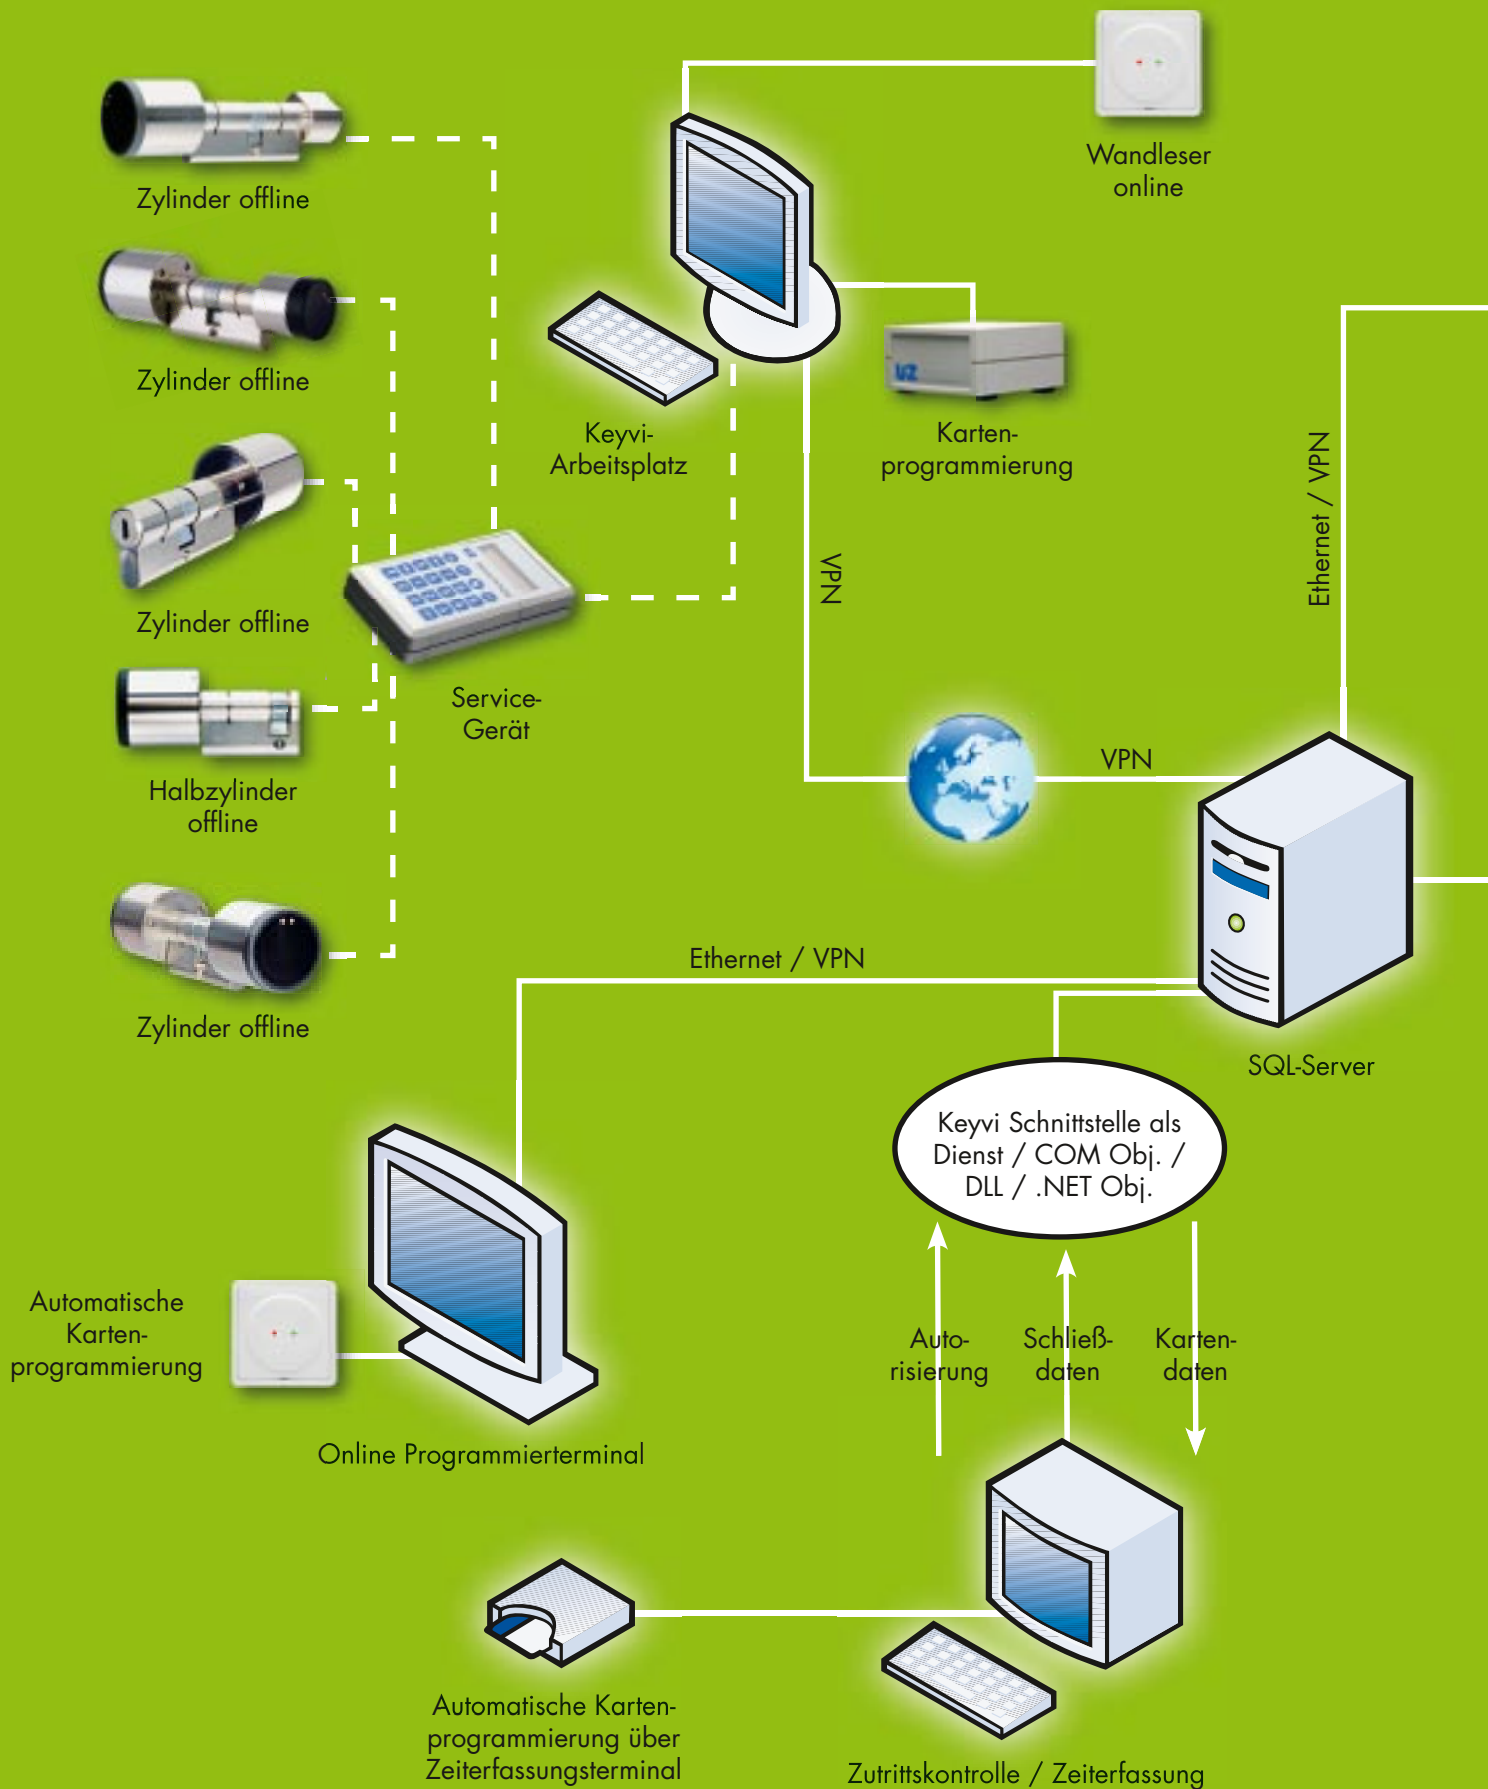 Wandleser
online
Zylinder offline
Zylinder offline
UZ
Keyvi-
Arbeitsplatz
Karten-
programmierung
Ethernet / VPN
VPN
Zylinder offline
Service-
Gerät
VPN
Halbzylinder
offline
Ethernet / VPN
Zylinder offline
SQL-Server
Keyvi Schnittstelle als
Dienst / COM Obj. /
DLL / .NET Obj.
Automatische
Karten-
programmierung
Auto-
risierung
Schließ-
daten
Karten-
daten
Online Programmierterminal
Automatische Karten-
programmierung über
Zeiterfassungsterminal
Zutrittskontrolle / Zeiterfassung